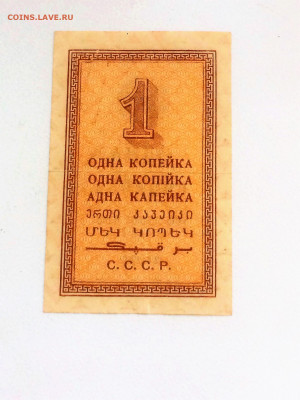 COINS.LAVE.RU
1
ОДНА КОПЕЙКА
ОДНА КОПІЙКА
АДНА КАПЕЙКА
ერთი კაპეიკი
ՄԵԿ ԿՈՊԵԿ
С. С. С. Р.